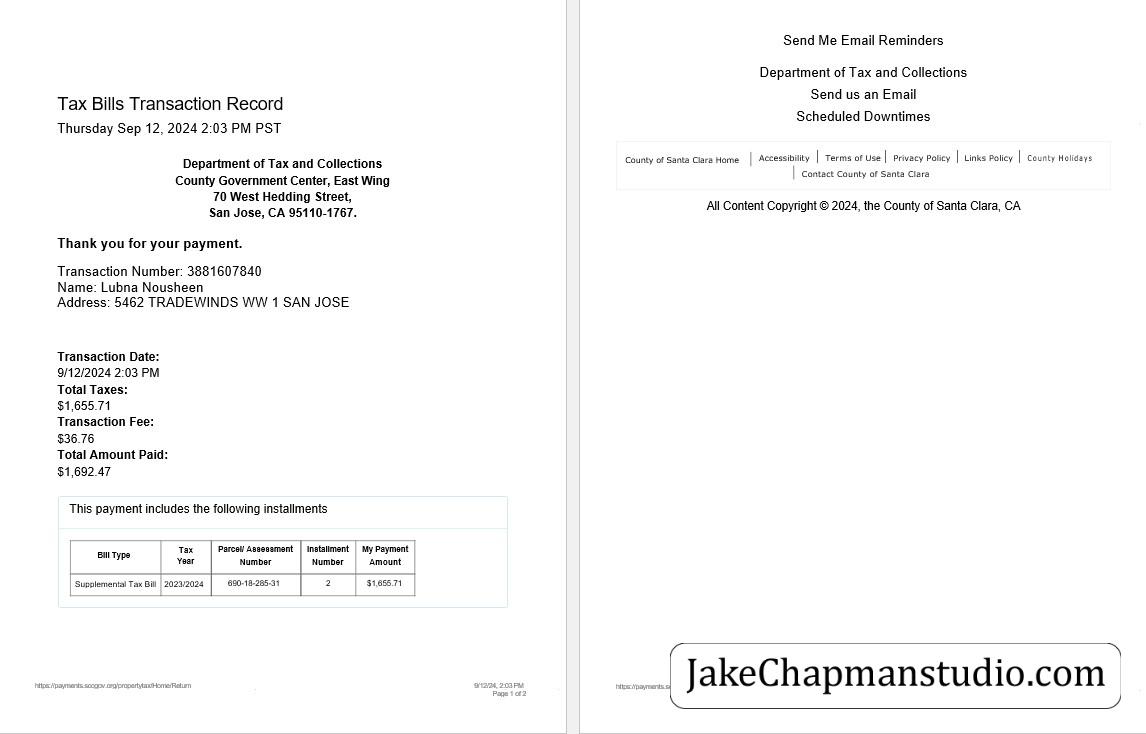 Tax Bills Transaction Record
Thursday Sep 12, 2024 2:03 PM PST
Department of Tax and Collections
County Government Center, East Wing
70 West Hedding Street,
San Jose, CA 95110-1767.
Thank you for your payment.
Transaction Number: 3881607840
Name: Lubna Nousheen
Address: 5462 TRADEWINDS WW 1 SAN JOSE
Transaction Date:
9/12/2024 2:03 PM
Total Taxes:
$1,655.71
Transaction Fee:
$36.76
Total Amount Paid:
$1,692.47
This payment includes the following installments
Bill Type Tax Year Parcel/ Assessment Number Installment Number My Payment Amount
Supplemental Tax Bill 2023/2024 690-18-285-31 2 $1,655.71
https://payments.sccgov.org/propertytax/Home/Return 9/12/24, 2:03 PM
Page 1 of 2
Send Me Email Reminders
Department of Tax and Collections
Send us an Email
Scheduled Downtimes
County of Santa Clara Home | Accessibility | Terms of Use | Privacy Policy | Links Policy | County Holidays
| Contact County of Santa Clara
All Content Copyright © 2024, the County of Santa Clara, CA
https://payments.s
JakeChapmanstudio.com